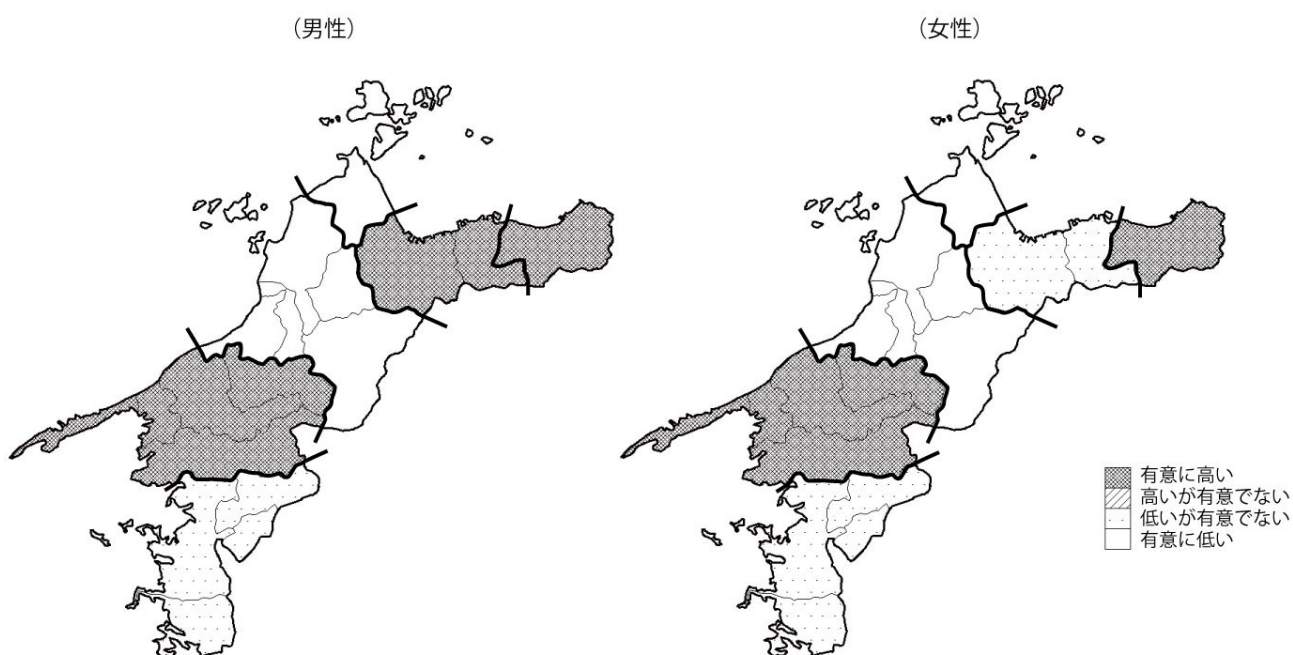 (男性)
(女性)
有意に高い
高いが有意でない
低いが有意でない
有意に低い